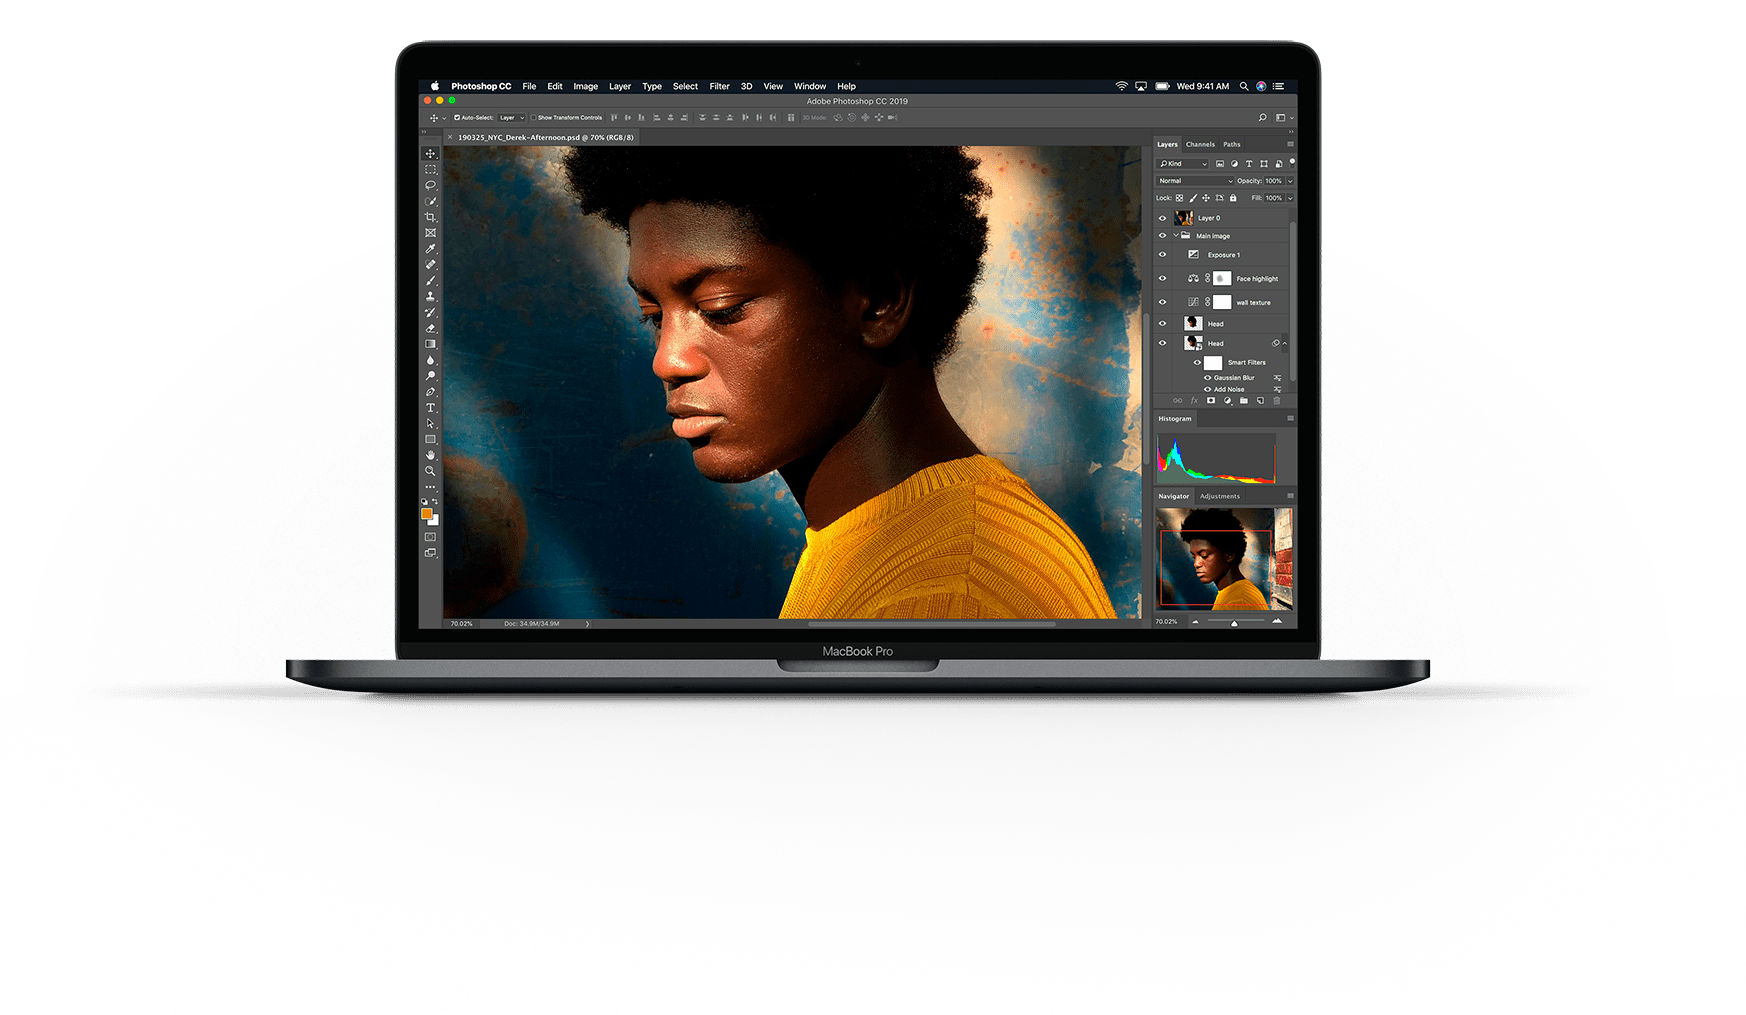 Photoshop CC File Edit Image Layer Type Select Filter 3D View Window Help Wed 9:41 AM
Adobe Photoshop CC 2019
Auto-Select: Layer Show Transform Controls 3D Mode:
190325_NYC_Derek-Afternoon.psd @ 70% (RGB/8)
Layers Channels Paths
Kind
Normal Opacity: 100%
Lock: Fill: 100%
Layer 0
Main image
Exposure 1
Face highlight
wall texture
Head
Head
Smart Filters
Gaussian Blur
Add Noise
fx
Histogram
Navigator Adjustments
70.02% Doc: 34.9M/34.9M
70.02%
MacBook Pro